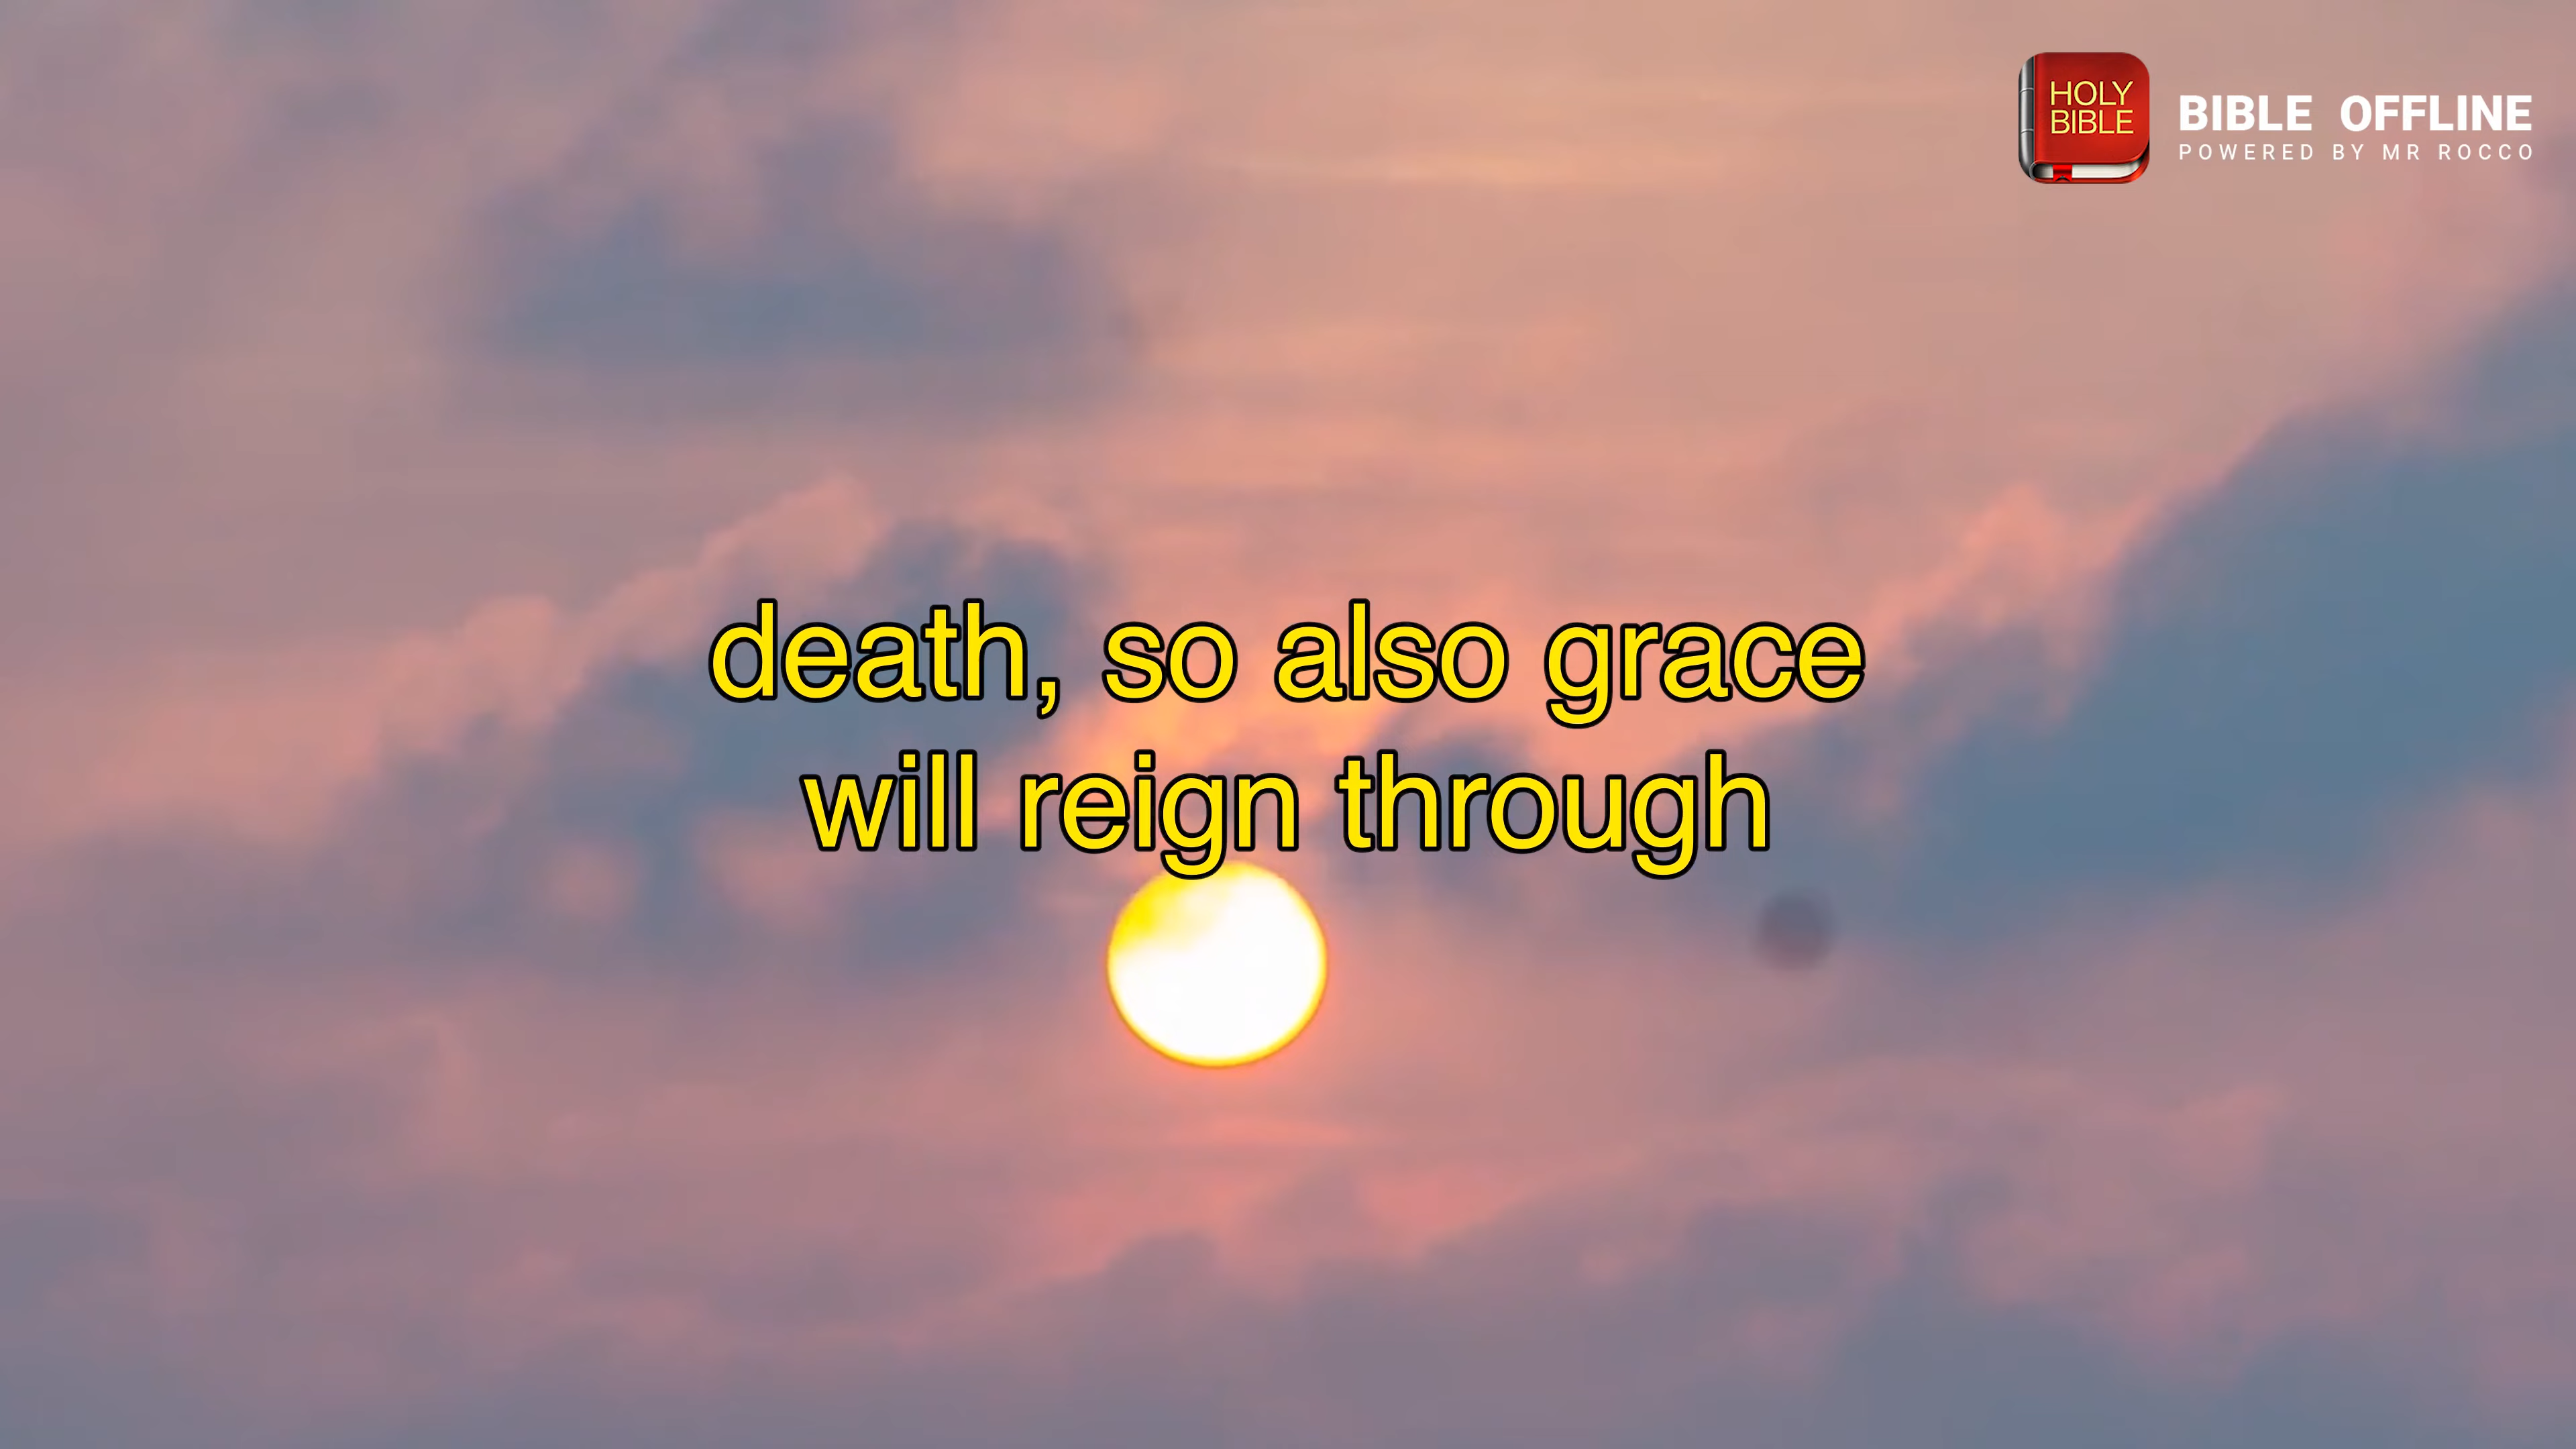 HOLY
BIBLE
BIBLE OFFLINE
POWERED BY MR ROCCO
death, so also grace
will reign through